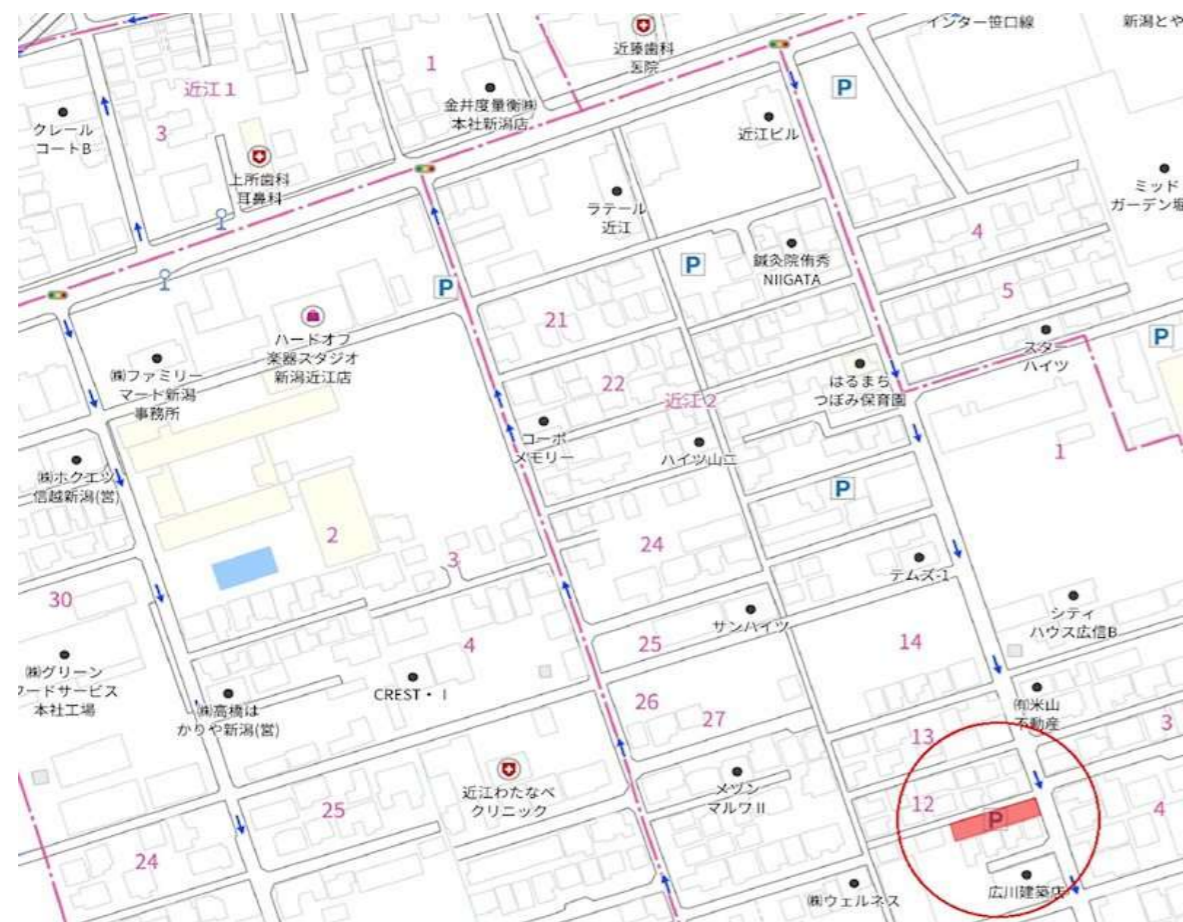 インター笹口線
新潟とや
近藤歯科
医院
1
近江1
金井度量衡㈱
本社新潟店
P
クレール
コートB
3
近江ビル
上所歯科
耳鼻科
ミッド
ガーデン堀
ラテール
近江
4
鍼灸院侑秀
NIIGATA
P
P
5
21
ハードオフ
楽器スタジオ
新潟近江店
スター
ハイツ
P
㈱ファミリー
マート新潟
事務所
22
はるまち
つぼみ保育園
近江2
コーポ
メモリー
ハイツ山二
1
㈱ホクエツ
信越新潟(営)
P
2
24
3
テムズ-1
30
シティ
ハウス広信B
サンハイツ
4
25
14
㈱グリーン
フードサービス
本社工場
CREST・Ⅰ
㈱高橋は
かりや新潟(営)
26
27
㈲米山
不動産
3
13
近江わたなべ
クリニック
メゾン
マルワⅡ
25
12
P
4
24
㈱ウェルネス
広川建築店